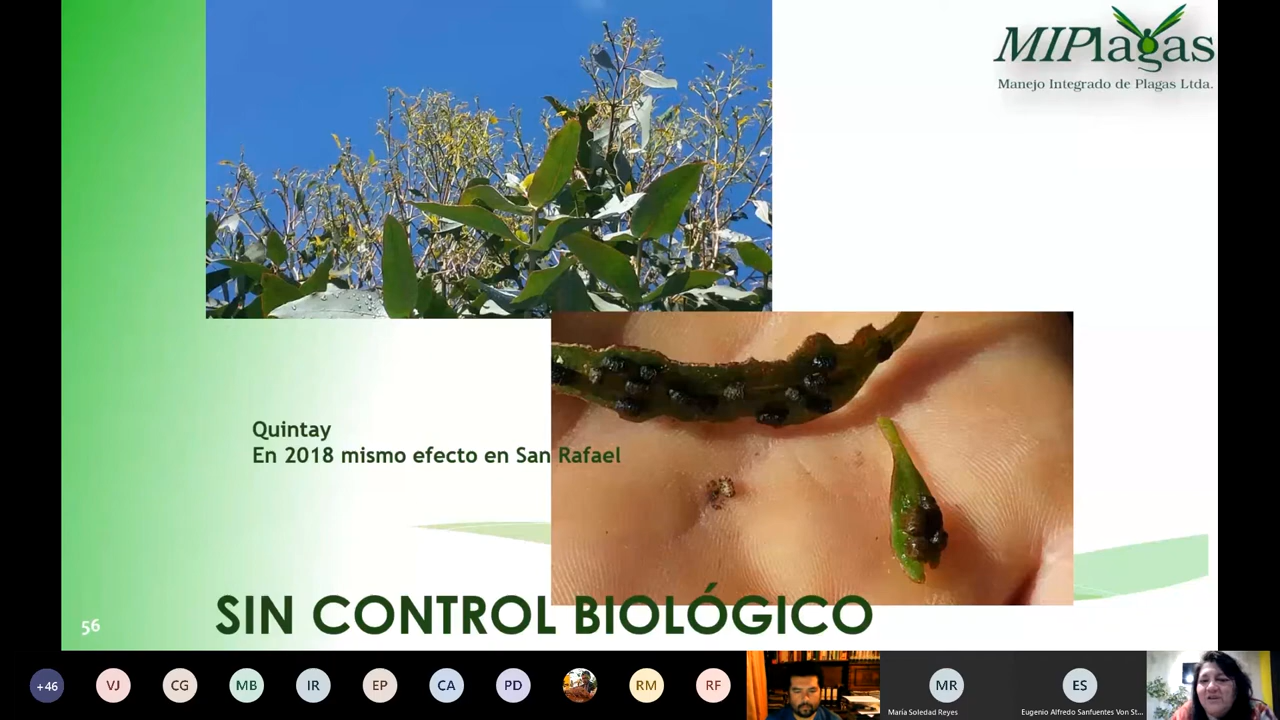 MIPlagas
Manejo Integrado de Plagas Ltda.
Quintay
En 2018 mismo efecto en San Rafael
SIN CONTROL BIOLÓGICO
56
+46
VJ
CG
MB
IR
EP
CA
PD
RM
RF
MR
ES
María Soledad Reyes
Eugenio Alfredo Sanfuentes Von St...